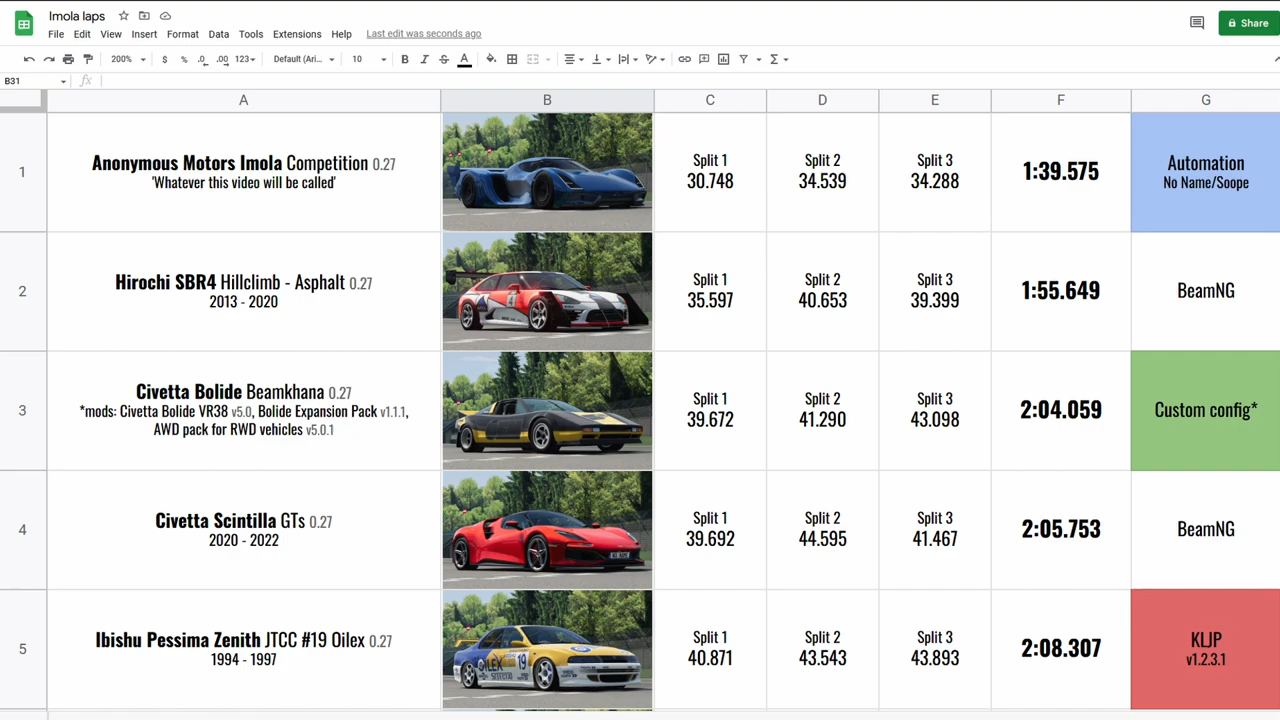 Imola laps
File Edit View Insert Format Data Tools Extensions Help Last edit was seconds ago
Share
200% $ % .0 .00 123 Default (Ari... 10 B I S A
B31 fx
A B C D E F G
1
Anonymous Motors Imola Competition 0.27
'Whatever this video will be called'
Split 1
30.748
Split 2
34.539
Split 3
34.288
1:39.575
Automation
No Name/Soope
2
Hirochi SBR4 Hillclimb - Asphalt 0.27
2013 - 2020
4
Split 1
35.597
Split 2
40.653
Split 3
39.399
1:55.649
BeamNG
3
Civetta Bolide Beamkhana 0.27
*mods: Civetta Bolide VR38 v5.0, Bolide Expansion Pack v1.1.1,
AWD pack for RWD vehicles v5.0.1
Split 1
39.672
Split 2
41.290
Split 3
43.098
2:04.059
Custom config*
4
Civetta Scintilla GTs 0.27
2020 - 2022
Split 1
39.692
Split 2
44.595
Split 3
41.467
2:05.753
BeamNG
5
Ibishu Pessima Zenith JTCC #19 Oilex 0.27
1994 - 1997
OILEX
19
Split 1
40.871
Split 2
43.543
Split 3
43.893
2:08.307
KLJP
v1.2.3.1